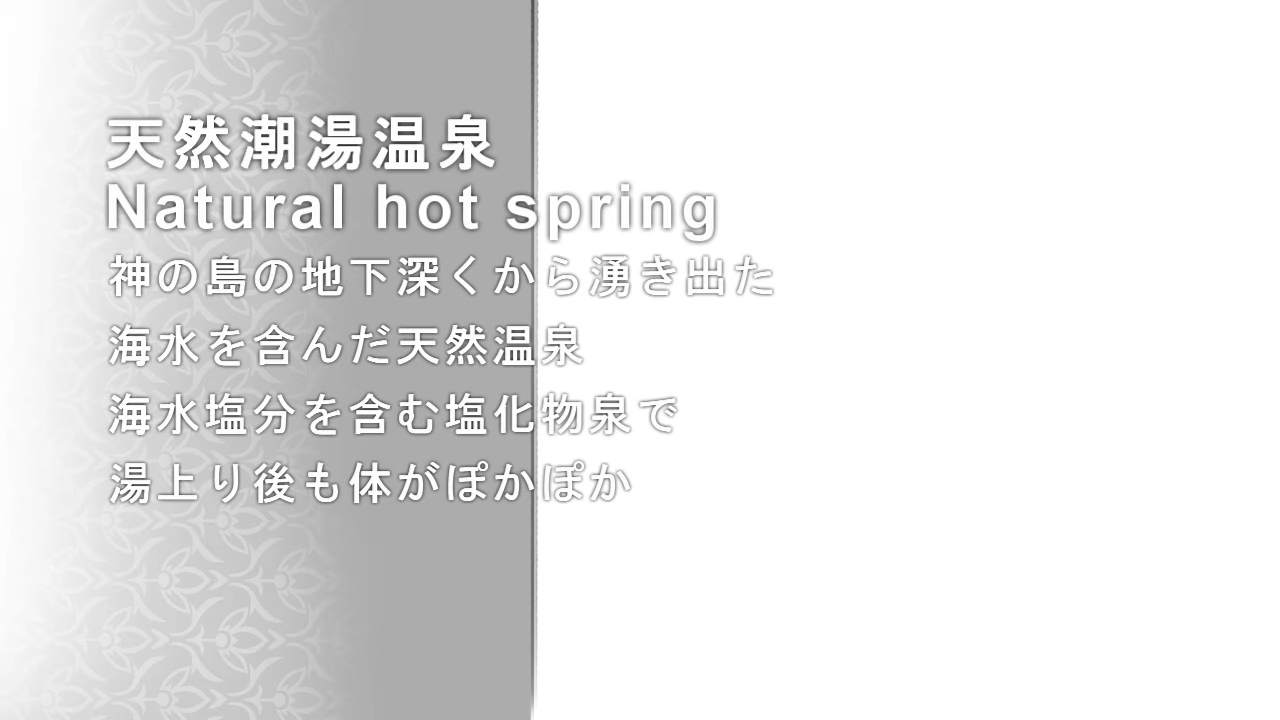 天然潮湯温泉
Natural hot spring
神の島の地下深くから湧き出た
海水を含んだ天然温泉
海水塩分を含む塩化物泉で
湯上り後も体がぽかぽか